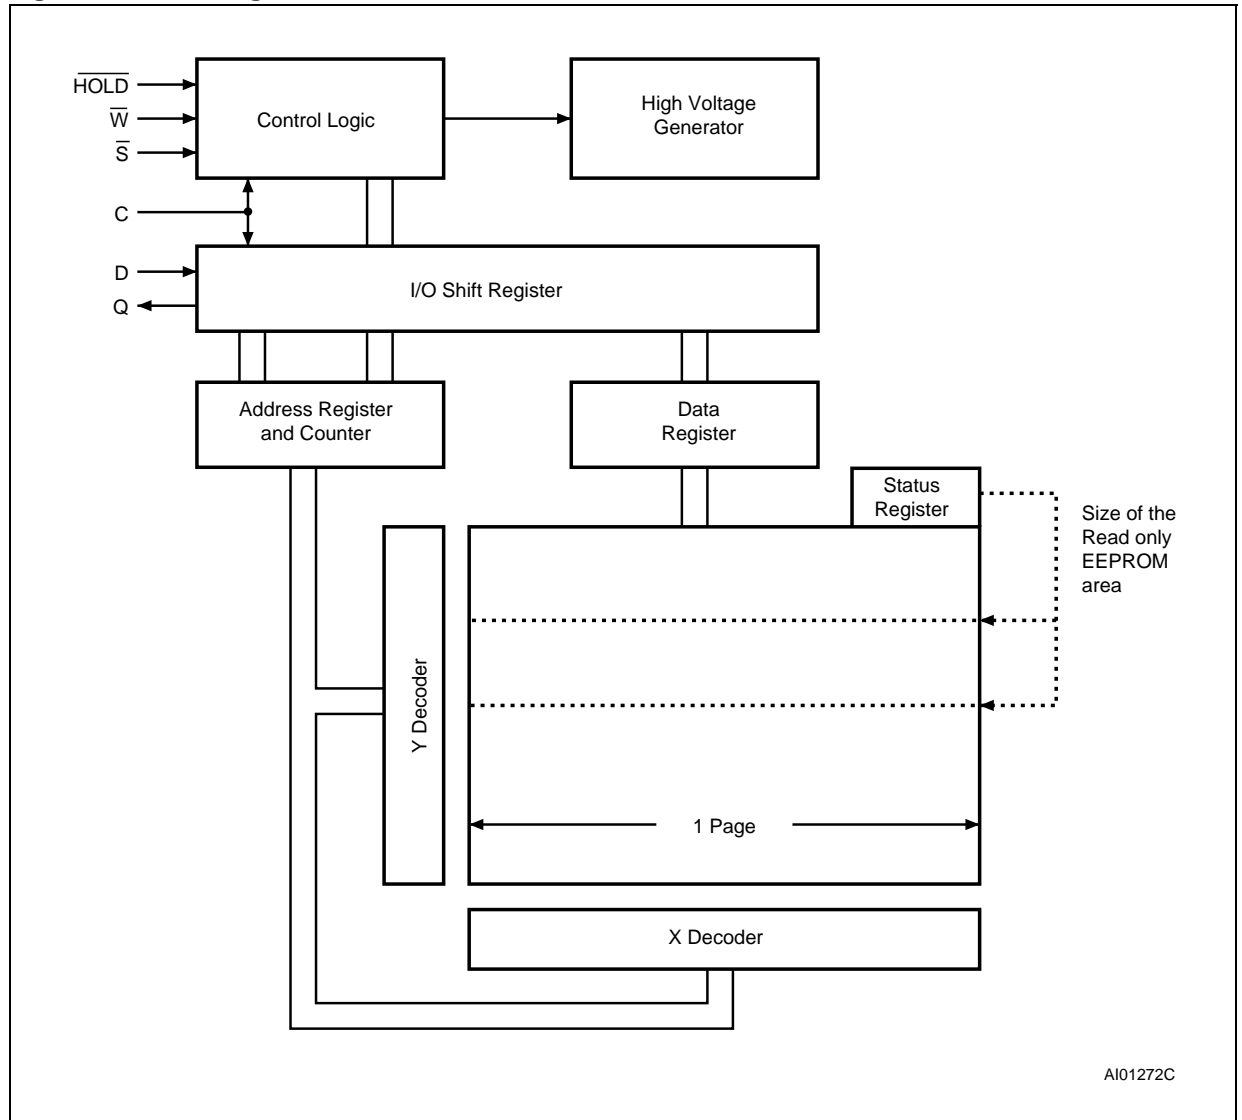 HOLD
W
S
C
D
Q
Control Logic
High Voltage
Generator
I/O Shift Register
Address Register
and Counter
Data
Register
Status
Register
Size of the
Read only
EEPROM
area
Y Decoder
1 Page
X Decoder
AI01272C